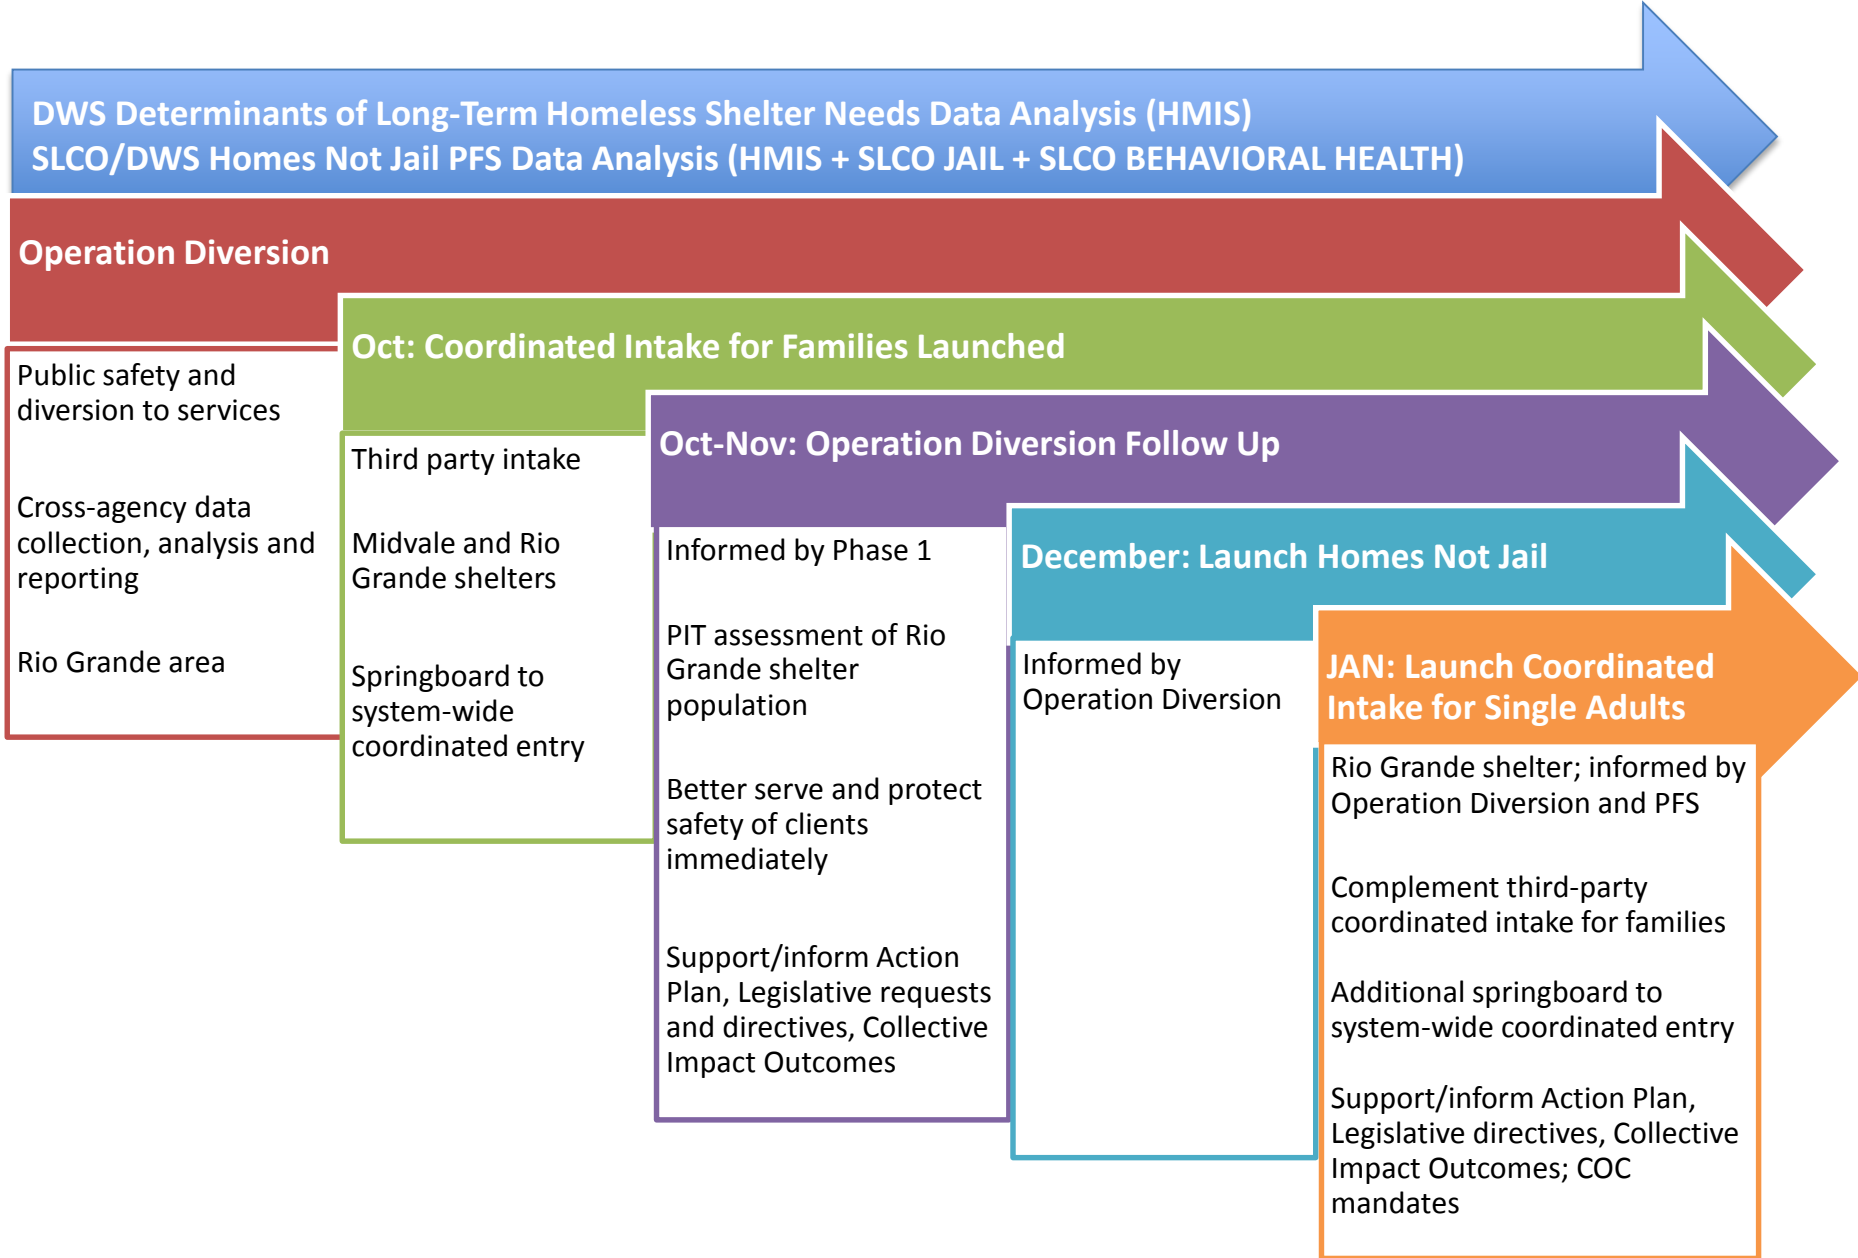 DWS Determinants of Long-Term Homeless Shelter Needs Data Analysis (HMIS)
SLCO/DWS Homes Not Jail PFS Data Analysis (HMIS + SLCO JAIL + SLCO BEHAVIORAL HEALTH)
Operation Diversion
Public safety and
diversion to services
Cross-agency data
collection, analysis and
reporting
Rio Grande area
Oct: Coordinated Intake for Families Launched
Third party intake
Midvale and Rio
Grande shelters
Springboard to
system-wide
coordinated entry
Oct-Nov: Operation Diversion Follow Up
Informed by Phase 1
PIT assessment of Rio
Grande shelter
population
Better serve and protect
safety of clients
immediately
Support/inform Action
Plan, Legislative requests
and directives, Collective
Impact Outcomes
December: Launch Homes Not Jail
Informed by
Operation Diversion
JAN: Launch Coordinated
Intake for Single Adults
Rio Grande shelter; informed by
Operation Diversion and PFS
Complement third-party
coordinated intake for families
Additional springboard to
system-wide coordinated entry
Support/inform Action Plan,
Legislative directives, Collective
Impact Outcomes; COC
mandates